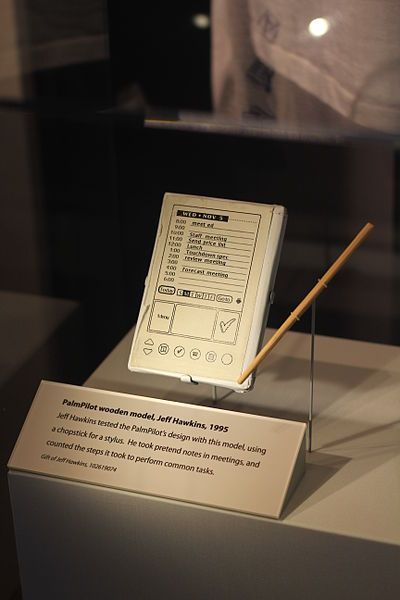 WED • NOV 5
8:00 meet ed
9:00
10:00 Staff meeting
11:00 Send price list
12:00 Lunch
1:00 Touchdown spec
2:00 review meeting
3:00
4:00 Forecast meeting
5:00
6:00
Goto
Menu
PalmPilot wooden model, Jeff Hawkins, 1995
Jeff Hawkins tested the PalmPilot's design with this model, using
a chopstick for a stylus. He took pretend notes in meetings, and
counted the steps it took to perform common tasks.
Gift of Jeff Hawkins, 102619074